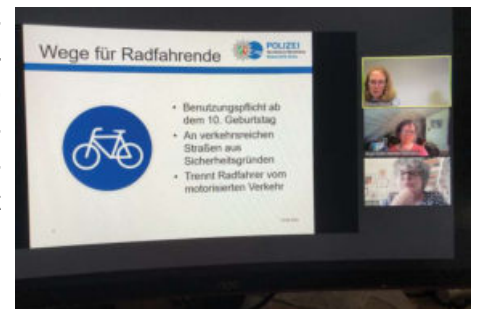 Wege für Radfahrende
POLIZEI
• Benutzungspflicht ab
dem 10. Geburtstag
• An verkehrsreichen
Straßen aus
Sicherheitsgründen
• Trennt Radfahrer vom
motorisierten Verkehr